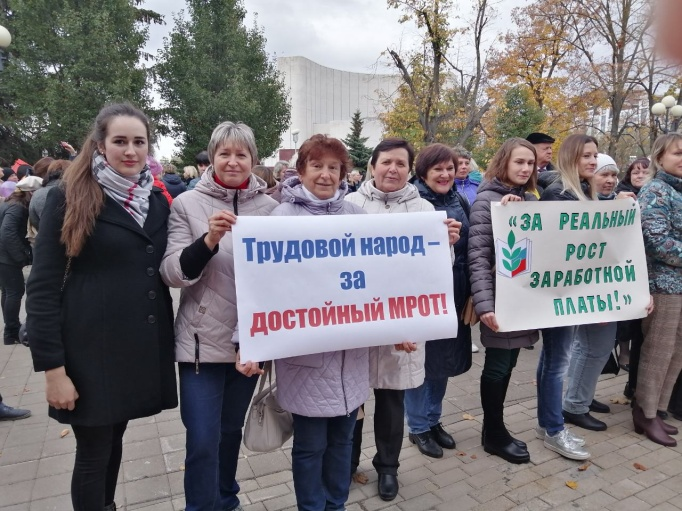 Трудовой народ –
за
достойный МРОТ!
«ЗА РЕАЛЬНЫЙ
РОСТ
ЗАРАБОТНОЙ
ПЛАТЫ!»